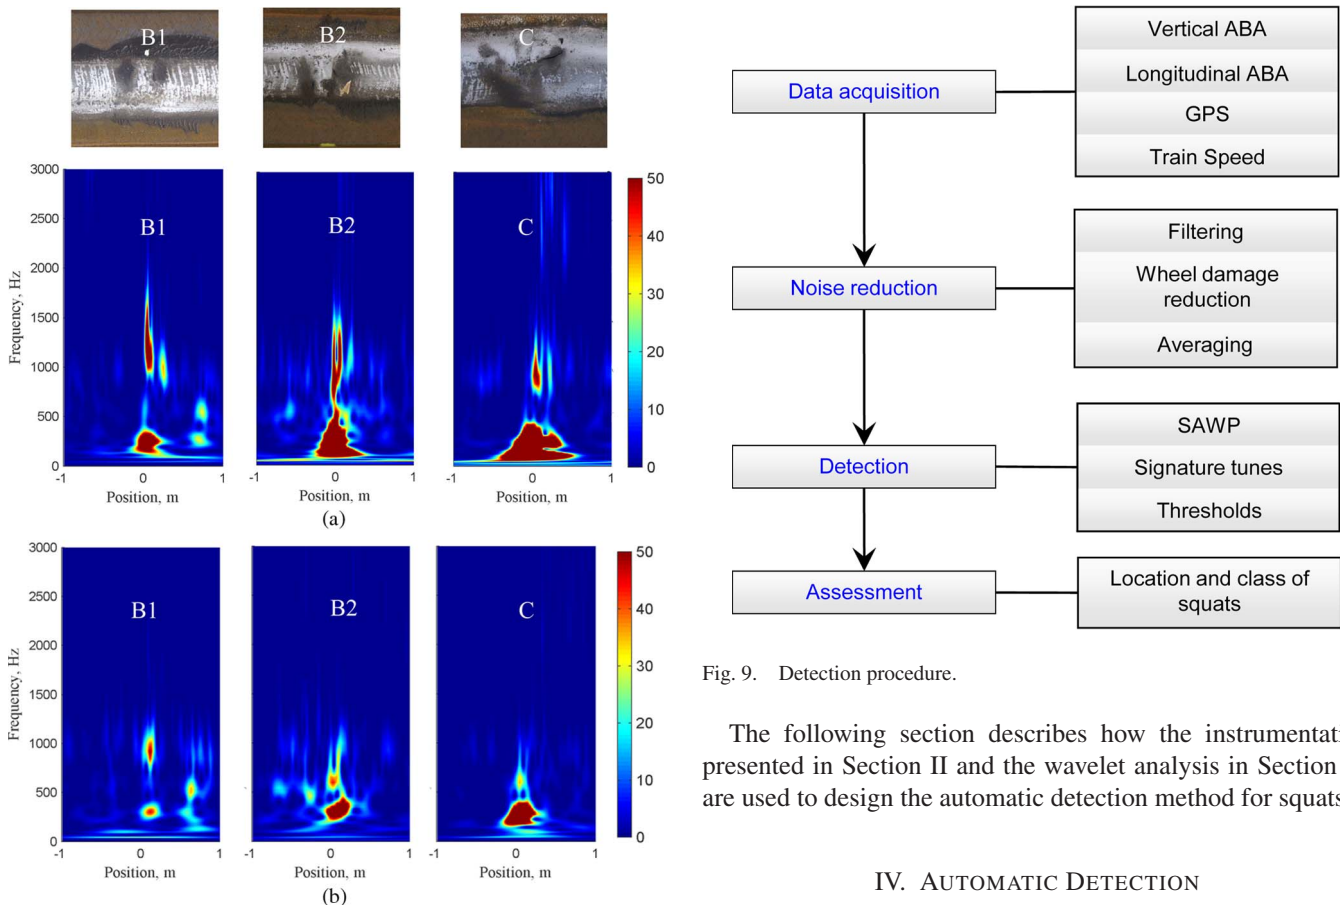 B1
B2
C
3000
2500
2000
1500
1000
500
0
Frequency, Hz
B1
B2
C
50
40
30
20
10
0
-1 0 1
-1 0 1
-1 0 1
Position, m
Position, m
Position, m
(a)
3000
2500
2000
1500
1000
500
0
Frequency, Hz
B1
B2
C
50
40
30
20
10
0
-1 0 1
-1 0 1
-1 0 1
Position, m
Position, m
Position, m
(b)
Data acquisition
Vertical ABA
Longitudinal ABA
GPS
Train Speed
Noise reduction
Filtering
Wheel damage
reduction
Averaging
Detection
SAWP
Signature tunes
Thresholds
Assessment
Location and class of
squats
Fig. 9. Detection procedure.
The following section describes how the instrumentati
presented in Section II and the wavelet analysis in Section
are used to design the automatic detection method for squats
IV. AUTOMATIC DETECTION